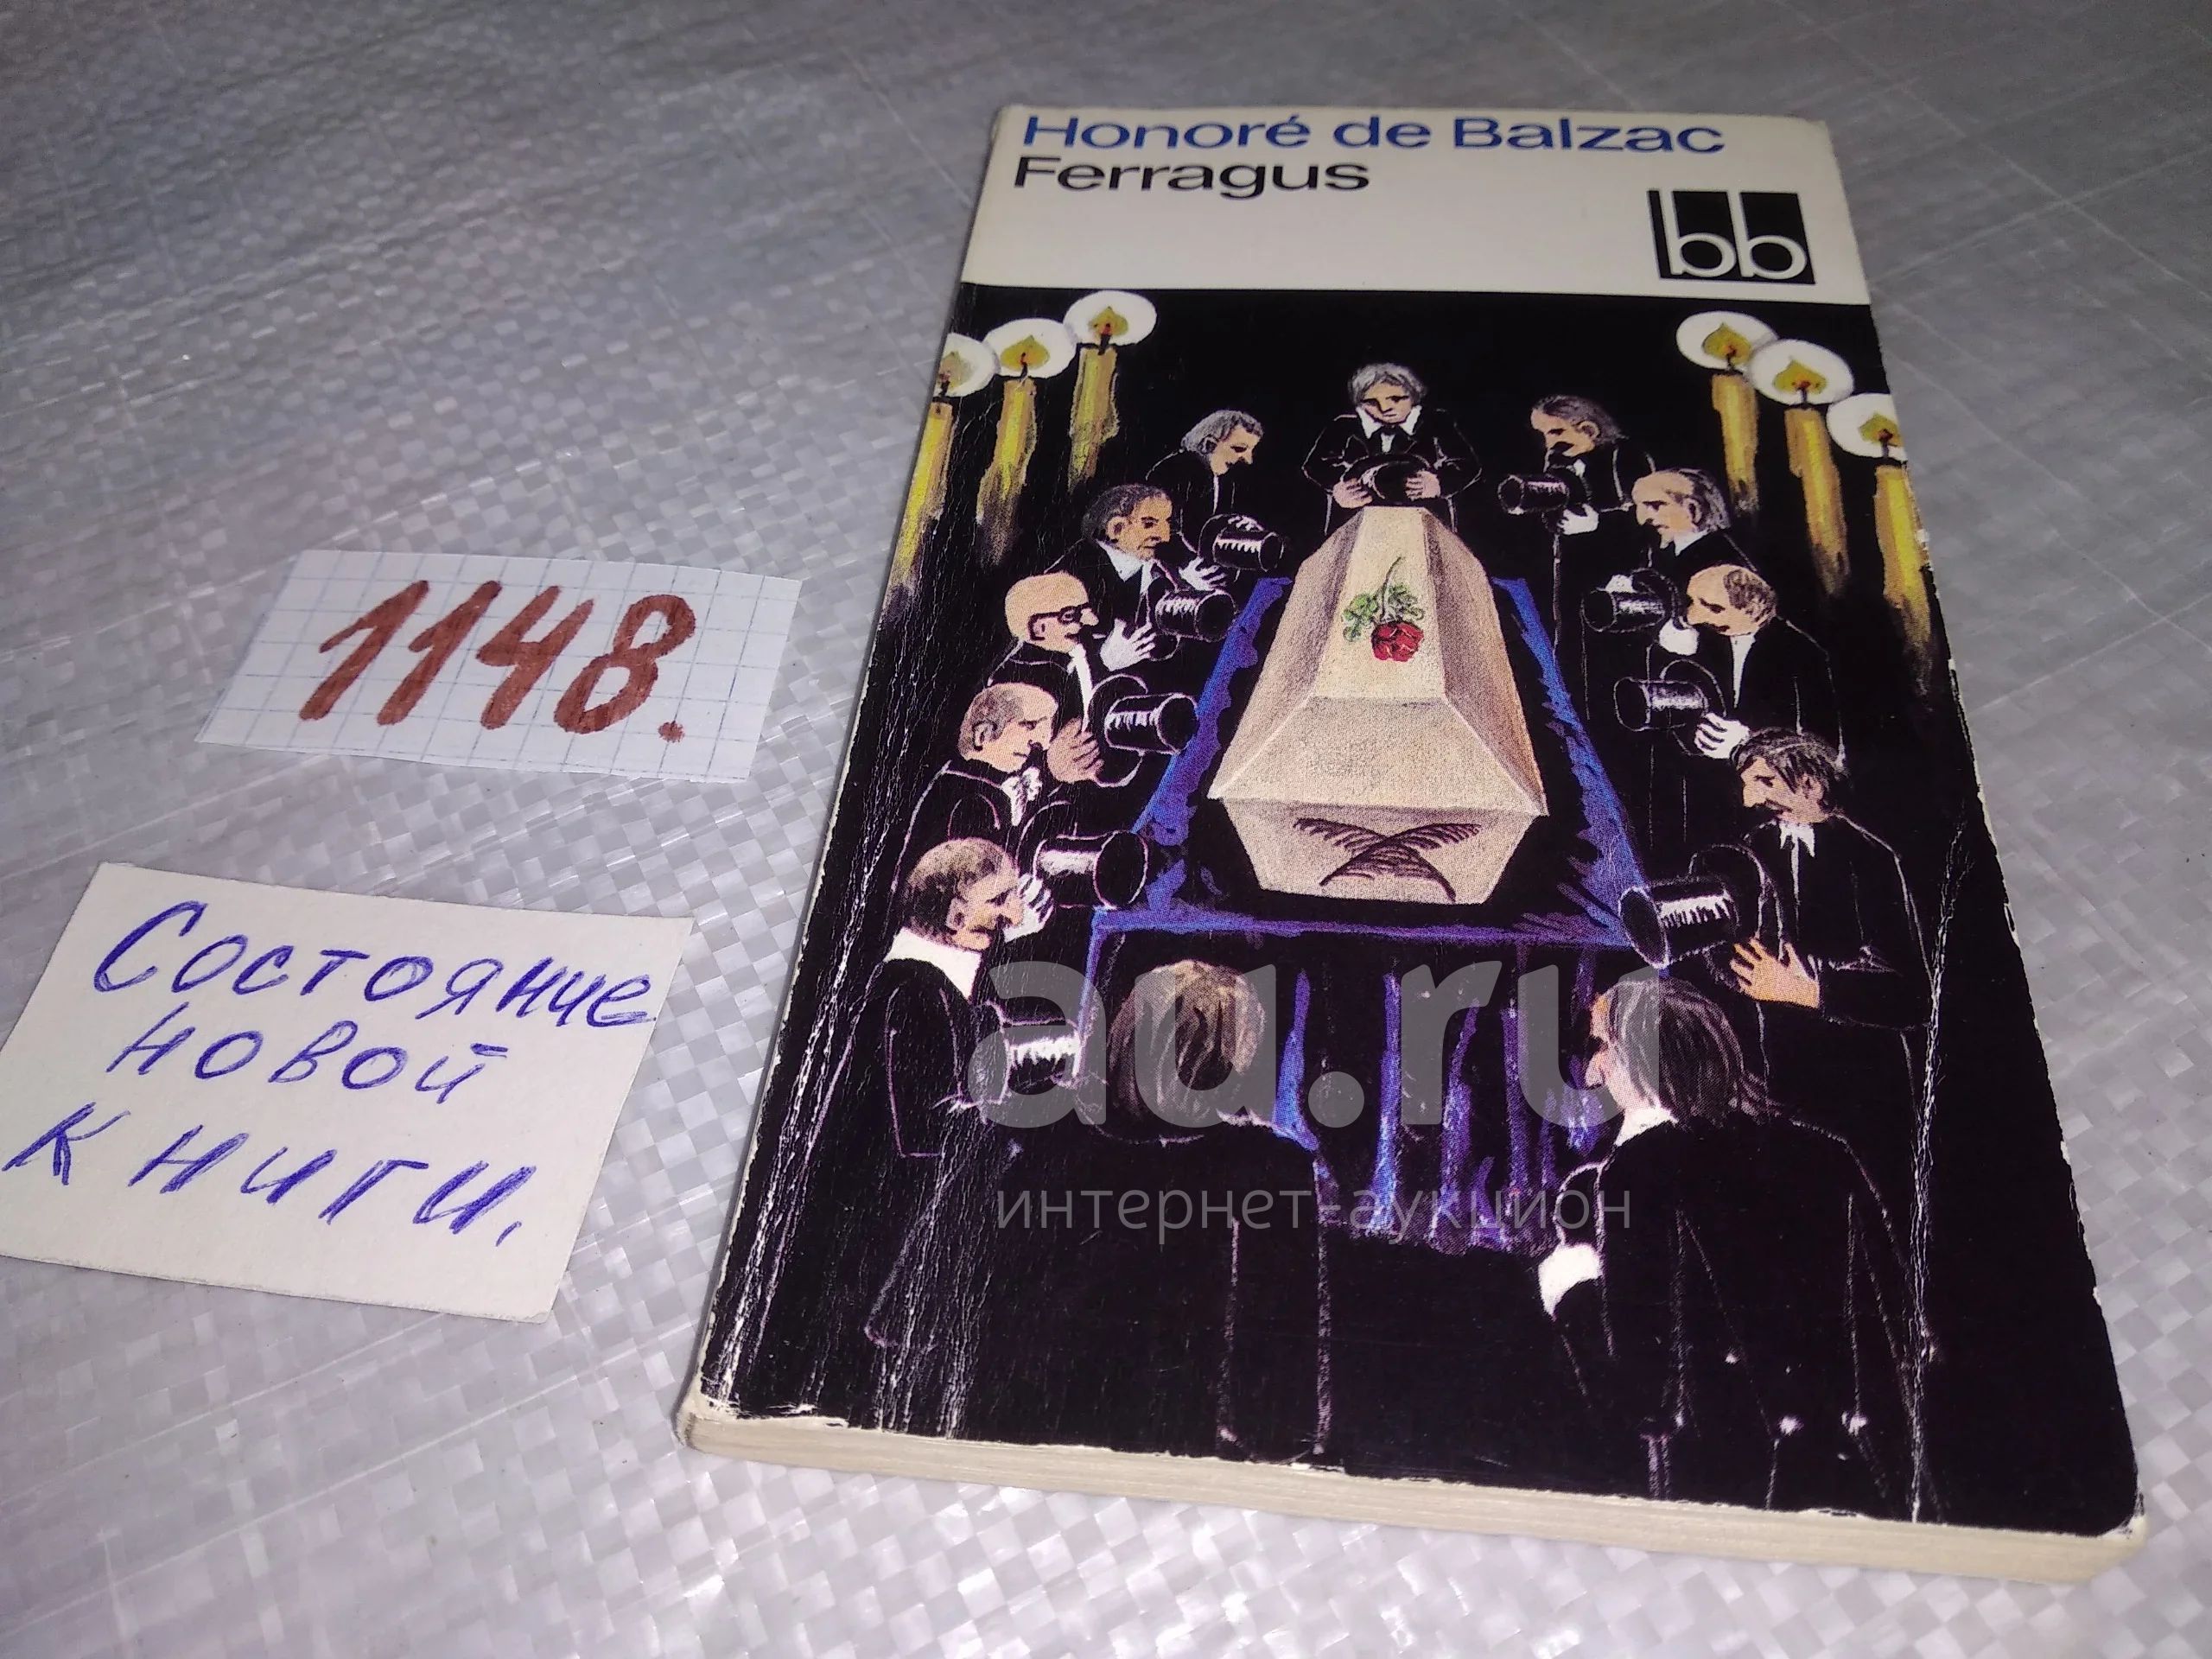 Honoré de Balzac
Ferragus
bb
1148.
Состояние
новой
книги.
au.ru
интернет-аукцион